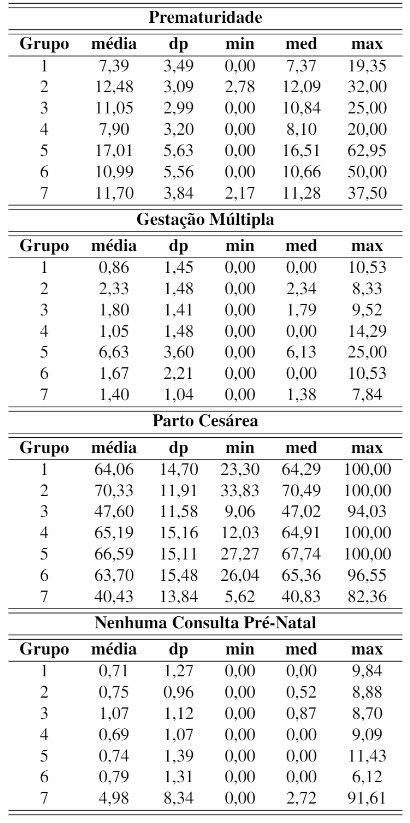 Prematuridade
Grupo média dp min med max
1 7,39 3,49 0,00 7,37 19,35
2 12,48 3,09 2,78 12,09 32,00
3 11,05 2,99 0,00 10,84 25,00
4 7,90 3,20 0,00 8,10 20,00
5 17,01 5,63 0,00 16,51 62,95
6 10,99 5,56 0,00 10,66 50,00
7 11,70 3,84 2,17 11,28 37,50
Gestação Múltipla
Grupo média dp min med max
1 0,86 1,45 0,00 0,00 10,53
2 2,33 1,48 0,00 2,34 8,33
3 1,80 1,41 0,00 1,79 9,52
4 1,05 1,48 0,00 0,00 14,29
5 6,63 3,60 0,00 6,13 25,00
6 1,67 2,21 0,00 0,00 10,53
7 1,40 1,04 0,00 1,38 7,84
Parto Cesárea
Grupo média dp min med max
1 64,06 14,70 23,30 64,29 100,00
2 70,33 11,91 33,83 70,49 100,00
3 47,60 11,58 9,06 47,02 94,03
4 65,19 15,16 12,03 64,91 100,00
5 66,59 15,11 27,27 67,74 100,00
6 63,70 15,48 26,04 65,36 96,55
7 40,43 13,84 5,62 40,83 82,36
Nenhuma Consulta Pré-Natal
Grupo média dp min med max
1 0,71 1,27 0,00 0,00 9,84
2 0,75 0,96 0,00 0,52 8,88
3 1,07 1,12 0,00 0,87 8,70
4 0,69 1,07 0,00 0,00 9,09
5 0,74 1,39 0,00 0,00 11,43
6 0,79 1,31 0,00 0,00 6,12
7 4,98 8,34 0,00 2,72 91,61